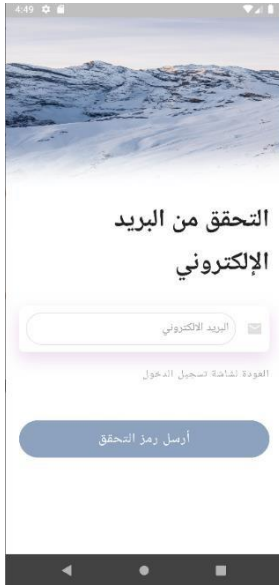 4:49
التحقق من البريد
الإلكتروني
البريد الالكتروني
العودة لشاشة تسجيل الدخول
أرسل رمز التحقق